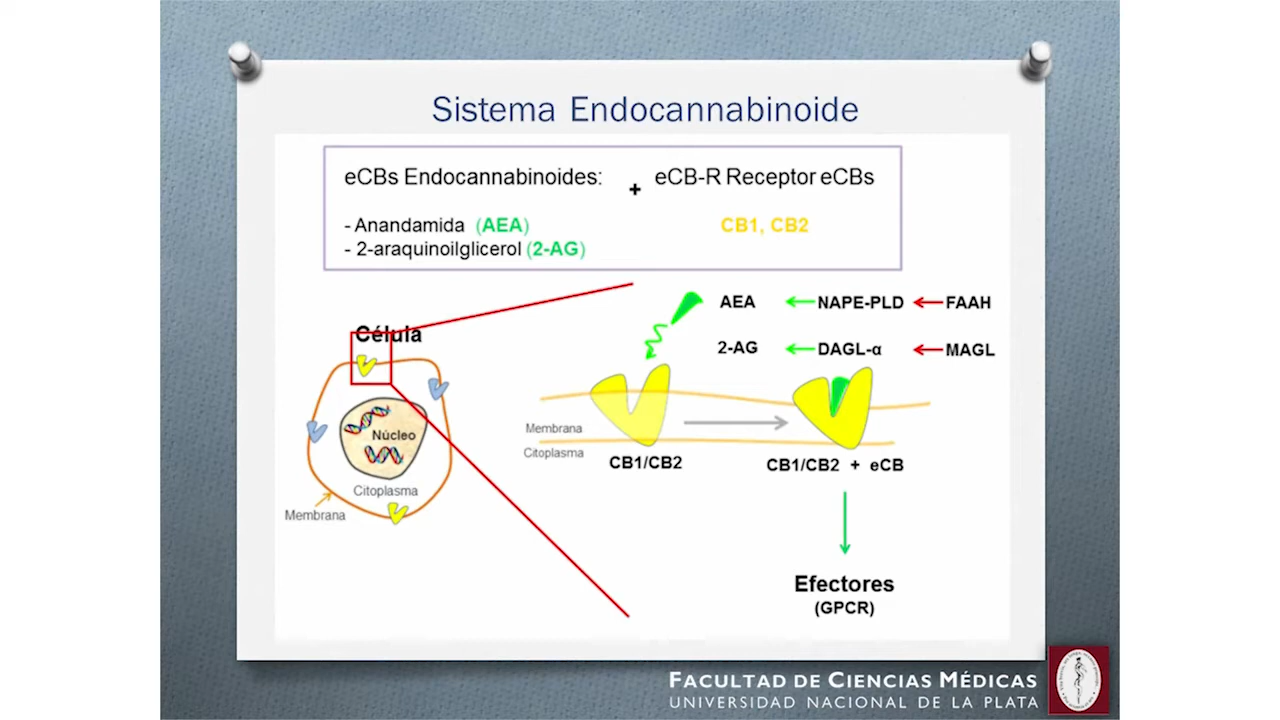 Sistema Endocannabinoide
eCBs Endocannabinoides: + eCB-R Receptor eCBs
- Anandamida (AEA) CB1, CB2
- 2-araquinoilglicerol (2-AG)
AEA NAPE-PLD FAAH
2-AG DAGL-α MAGL
Célula
Núcleo
Citoplasma
Membrana
Membrana
Citoplasma
CB1/CB2
CB1/CB2 + eCB
Efectores
(GPCR)
FACULTAD DE CIENCIAS MÉDICAS
UNIVERSIDAD NACIONAL DE LA PLATA